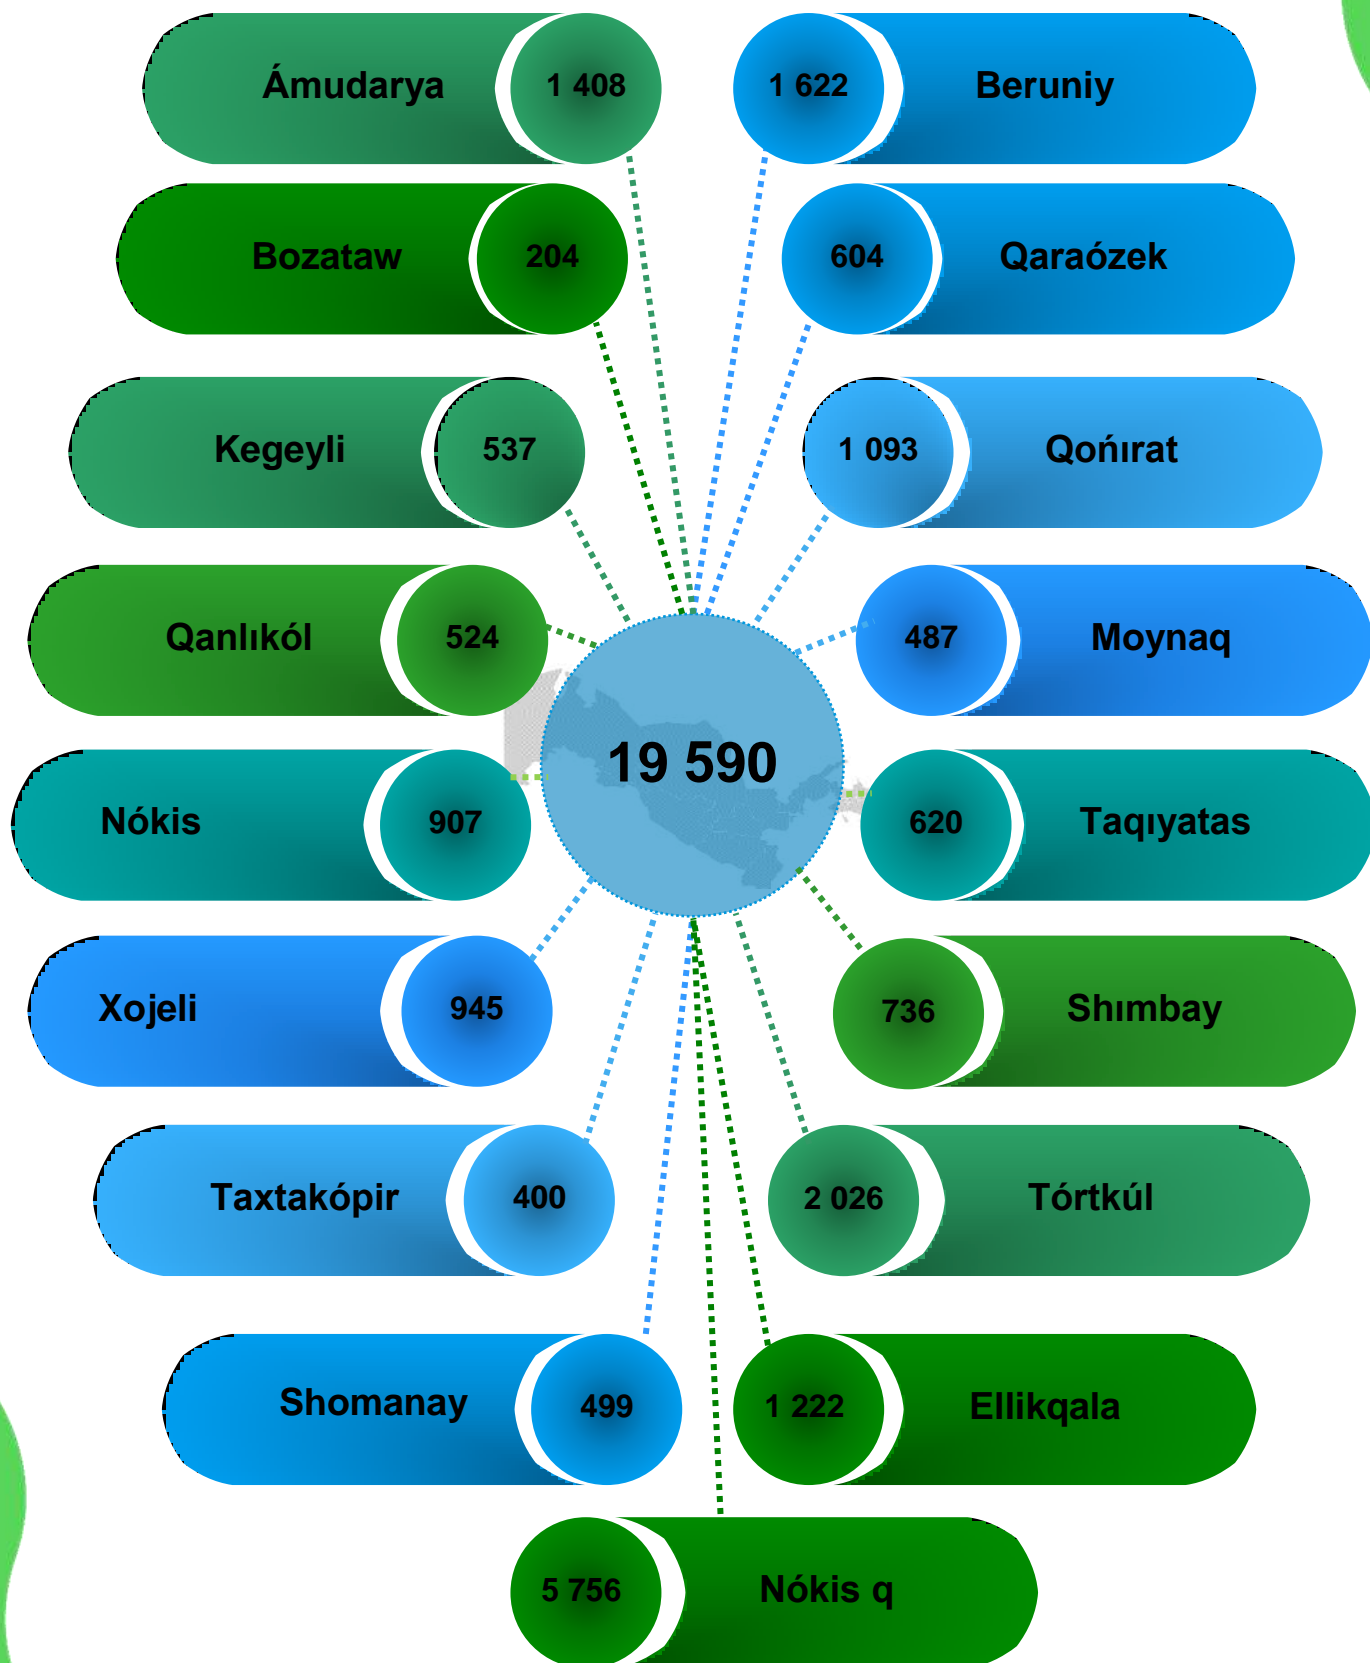 Ámudarya 1 408 1 622 Beruniy
Bozataw 204 604 Qaraózek
Kegeyli 537 1 093 Qońırat
Qanlıkól 524 487 Moynaq
19 590
Nókis 907 620 Taqıyatas
Xojeli 945 736 Shımbay
Taxtakópir 400 2 026 Tórtkúl
Shomanay 499 1 222 Ellikqala
5 756 Nókis q